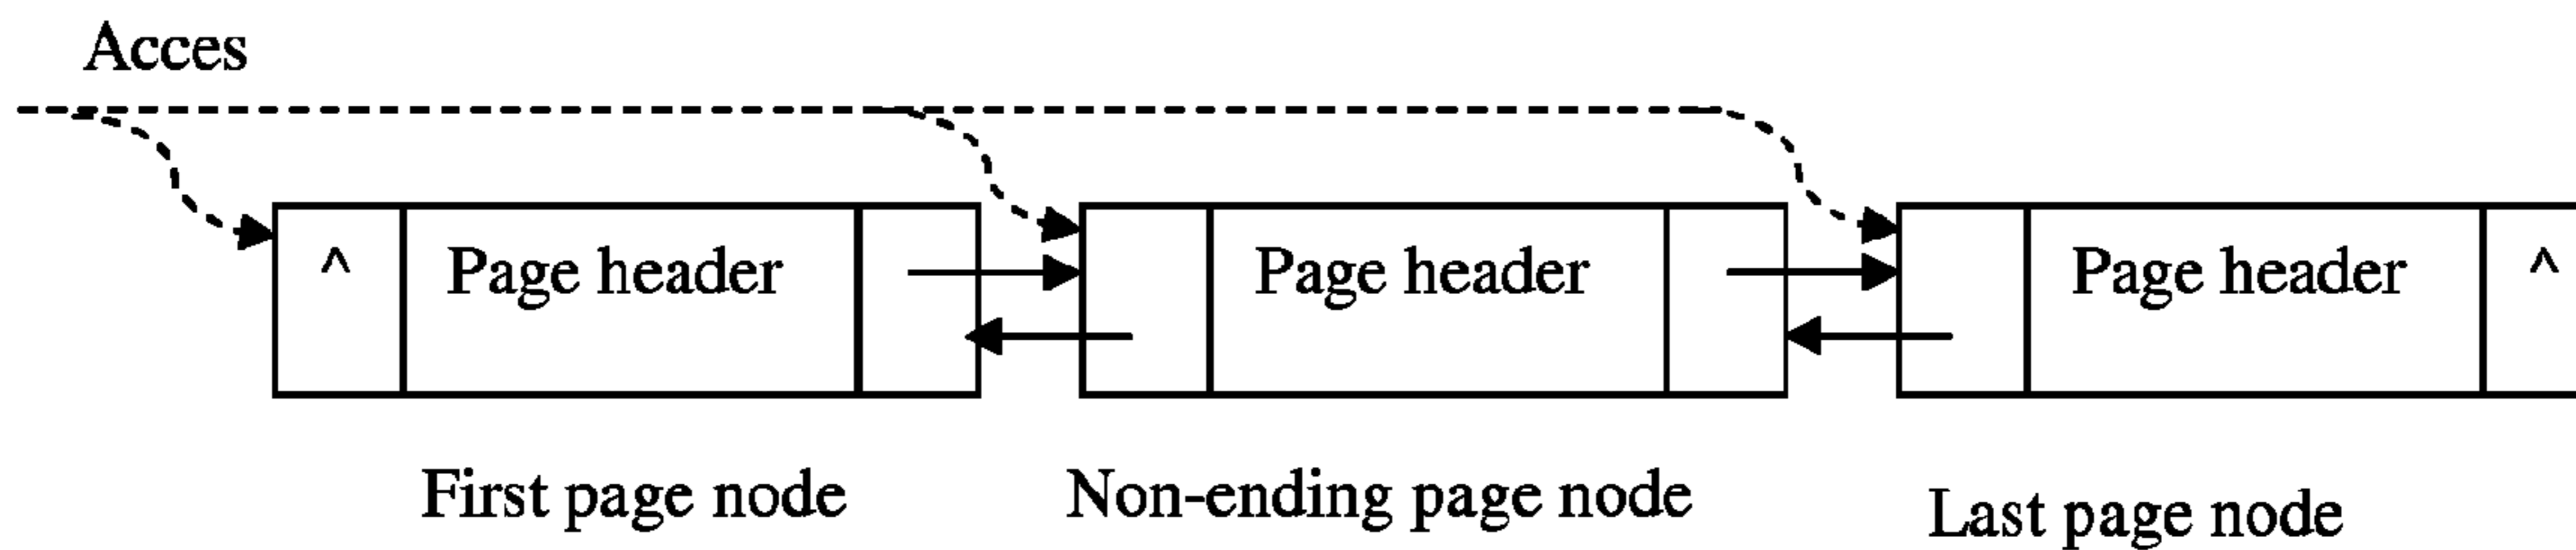 Acces
^ Page header Page header Page header ^
First page node Non-ending page node Last page node